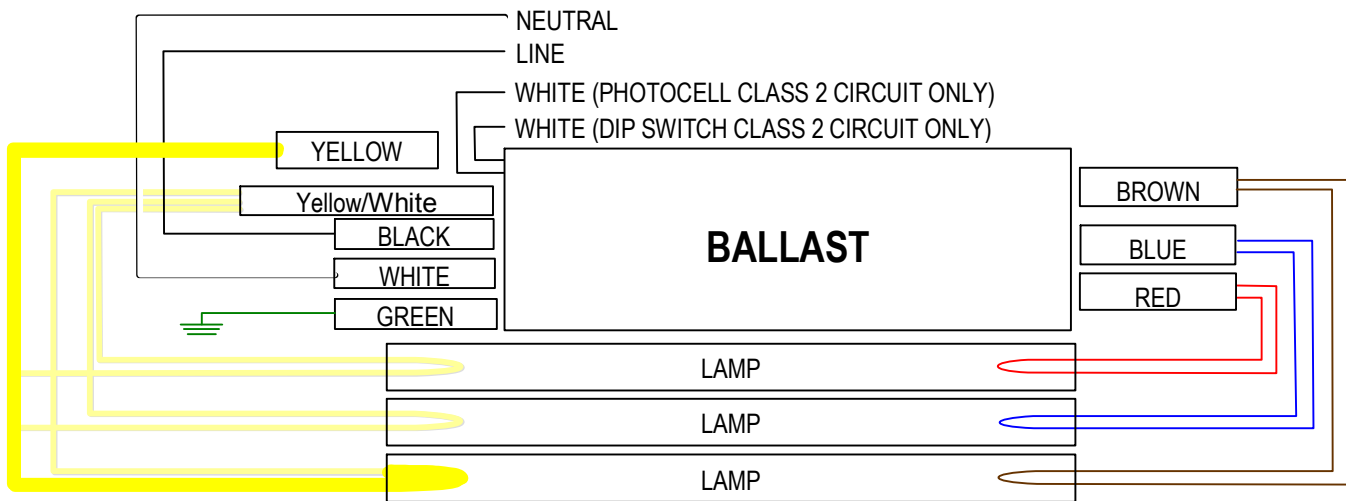 NEUTRAL
LINE
WHITE (PHOTOCELL CLASS 2 CIRCUIT ONLY)
WHITE (DIP SWITCH CLASS 2 CIRCUIT ONLY)
YELLOW
Yellow/White
BLACK
WHITE
GREEN
BALLAST
BROWN
BLUE
RED
LAMP
LAMP
LAMP